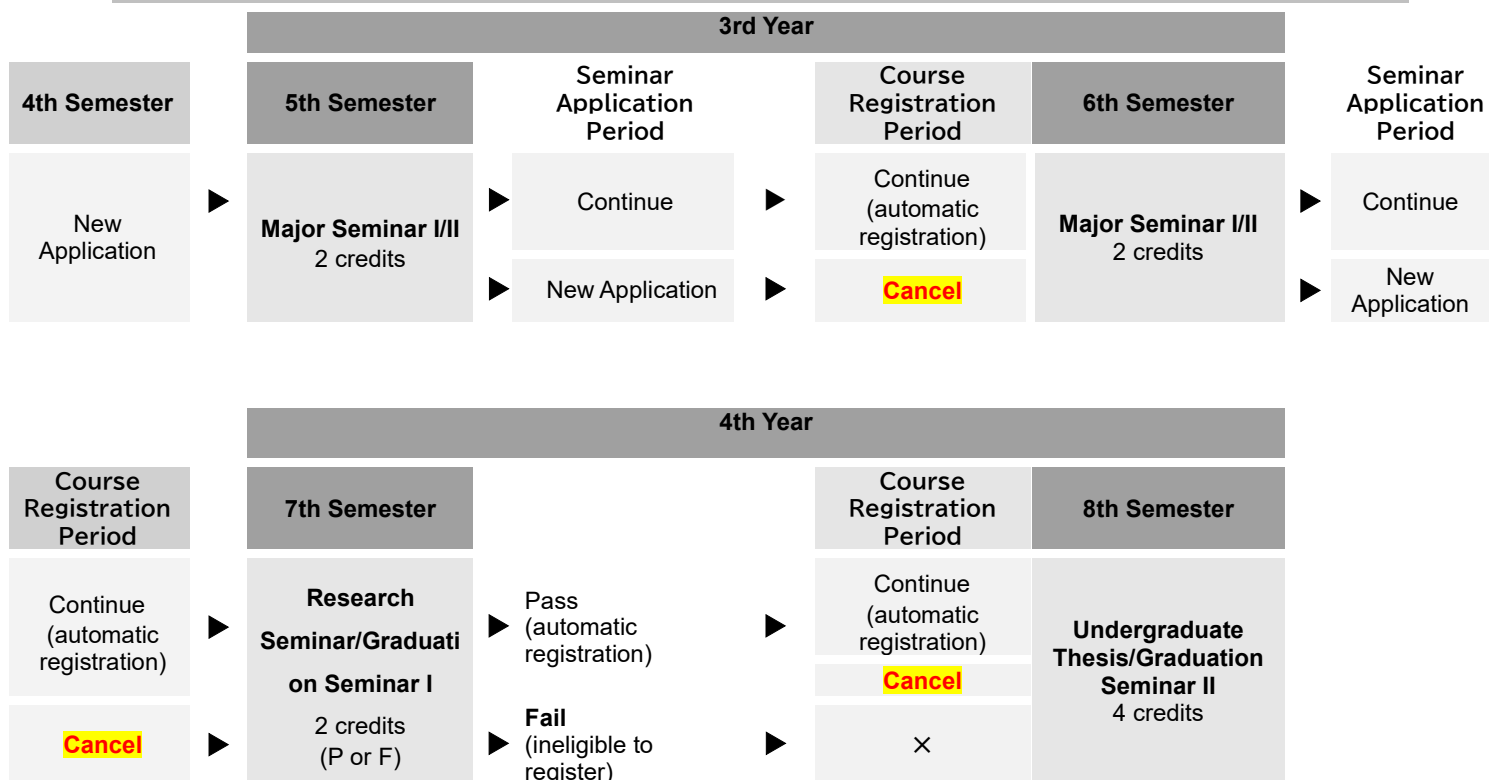 3rd Year
4th Semester
5th Semester
Seminar
Application
Period
Course
Registration
Period
6th Semester
Seminar
Application
Period
New
Application
Major Seminar I/II
2 credits
Continue
New Application
Continue
(automatic
registration)
Cancel
Major Seminar I/II
2 credits
Continue
New
Application
4th Year
Course
Registration
Period
7th Semester
Course
Registration
Period
8th Semester
Continue
(automatic
registration)
Cancel
Research
Seminar/Graduati
on Seminar I
2 credits
(P or F)
Pass
(automatic
registration)
Fail
(ineligible to
register)
Continue
(automatic
registration)
Cancel
×
Undergraduate
Thesis/Graduation
Seminar II
4 credits